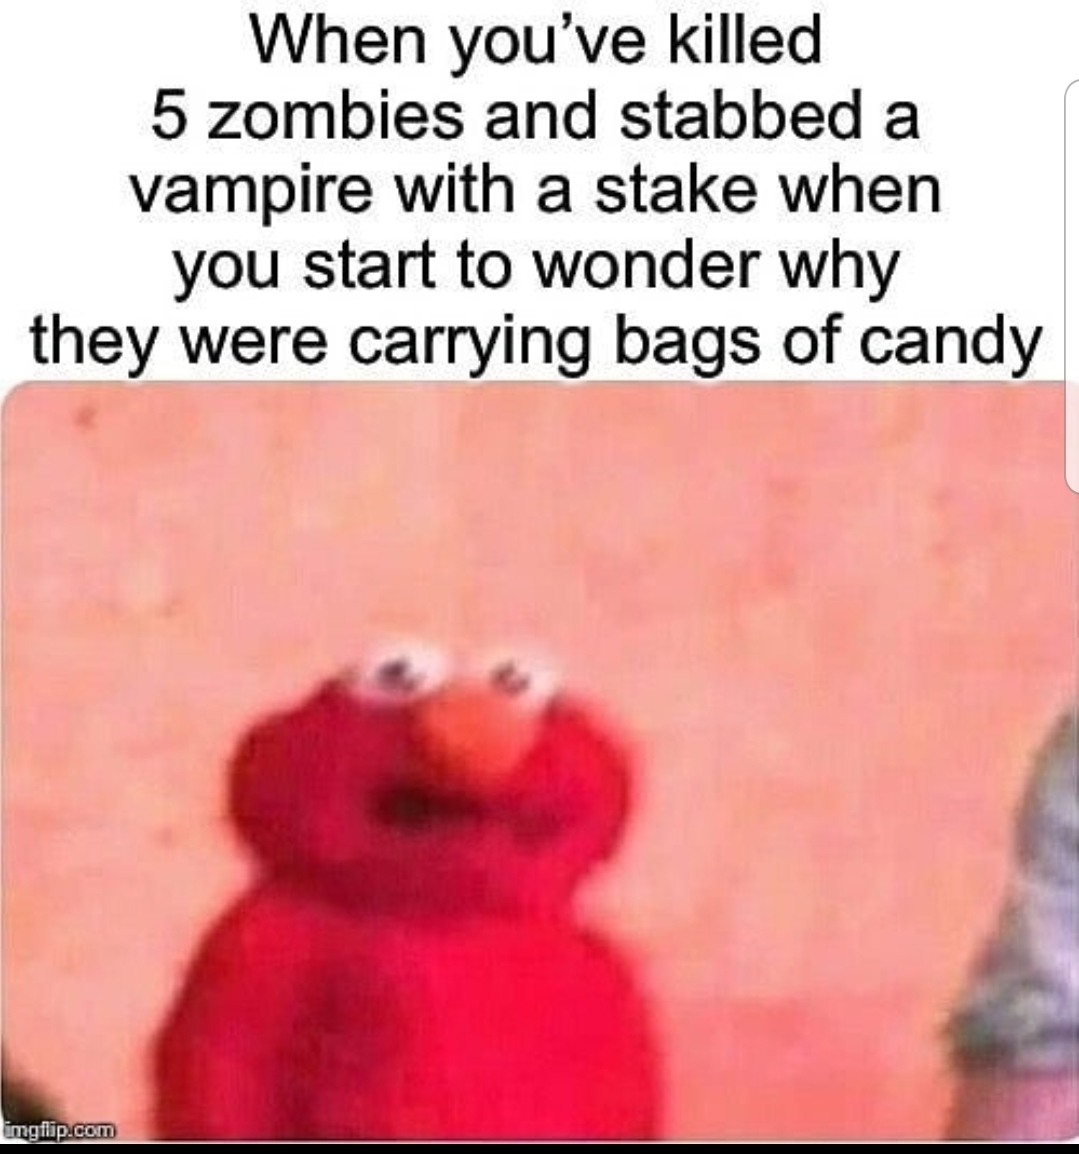 When you’ve killed
5 zombies and stabbed a
vampire with a stake when
you start to wonder why
they were carrying bags of candy
imgflip.com